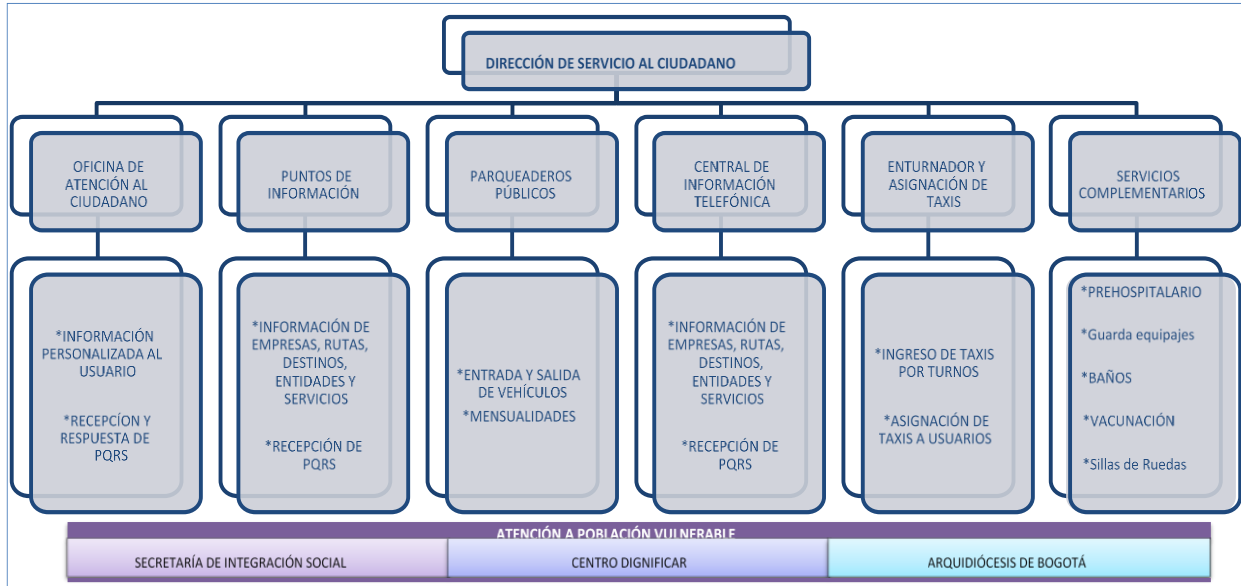 DIRECCIÓN DE SERVICIO AL CIUDADANO
OFICINA DE
ATENCIÓN AL
CIUDADANO
PUNTOS DE
INFORMACIÓN
PARQUEADEROS
PÚBLICOS
CENTRAL DE
INFORMACIÓN
TELEFÓNICA
ENTURNADOR Y
ASIGNACIÓN DE
TAXIS
SERVICIOS
COMPLEMENTARIOS
*INFORMACIÓN
PERSONALIZADA AL
USUARIO
*RECEPCÍON Y
RESPUESTA DE
PQRS
*INFORMACIÓN DE
EMPRESAS, RUTAS,
DESTINOS,
ENTIDADES Y
SERVICIOS
*RECEPCIÓN DE
PQRS
*ENTRADA Y SALIDA
DE VEHÍCULOS
*MENSUALIDADES
*INFORMACIÓN DE
EMPRESAS, RUTAS,
DESTINOS,
ENTIDADES Y
SERVICIOS
*RECEPCIÓN DE
PQRS
*INGRESO DE TAXIS
POR TURNOS
*ASIGNACIÓN DE
TAXIS A USUARIOS
*PREHOSPITALARIO
*Guarda equipajes
*BAÑOS
*VACUNACIÓN
*Sillas de Ruedas
ATENCIÓN A POBLACIÓN VULNERABLE
SECRETARÍA DE INTEGRACIÓN SOCIAL
CENTRO DIGNIFICAR
ARQUIDIÓCESIS DE BOGOTÁ